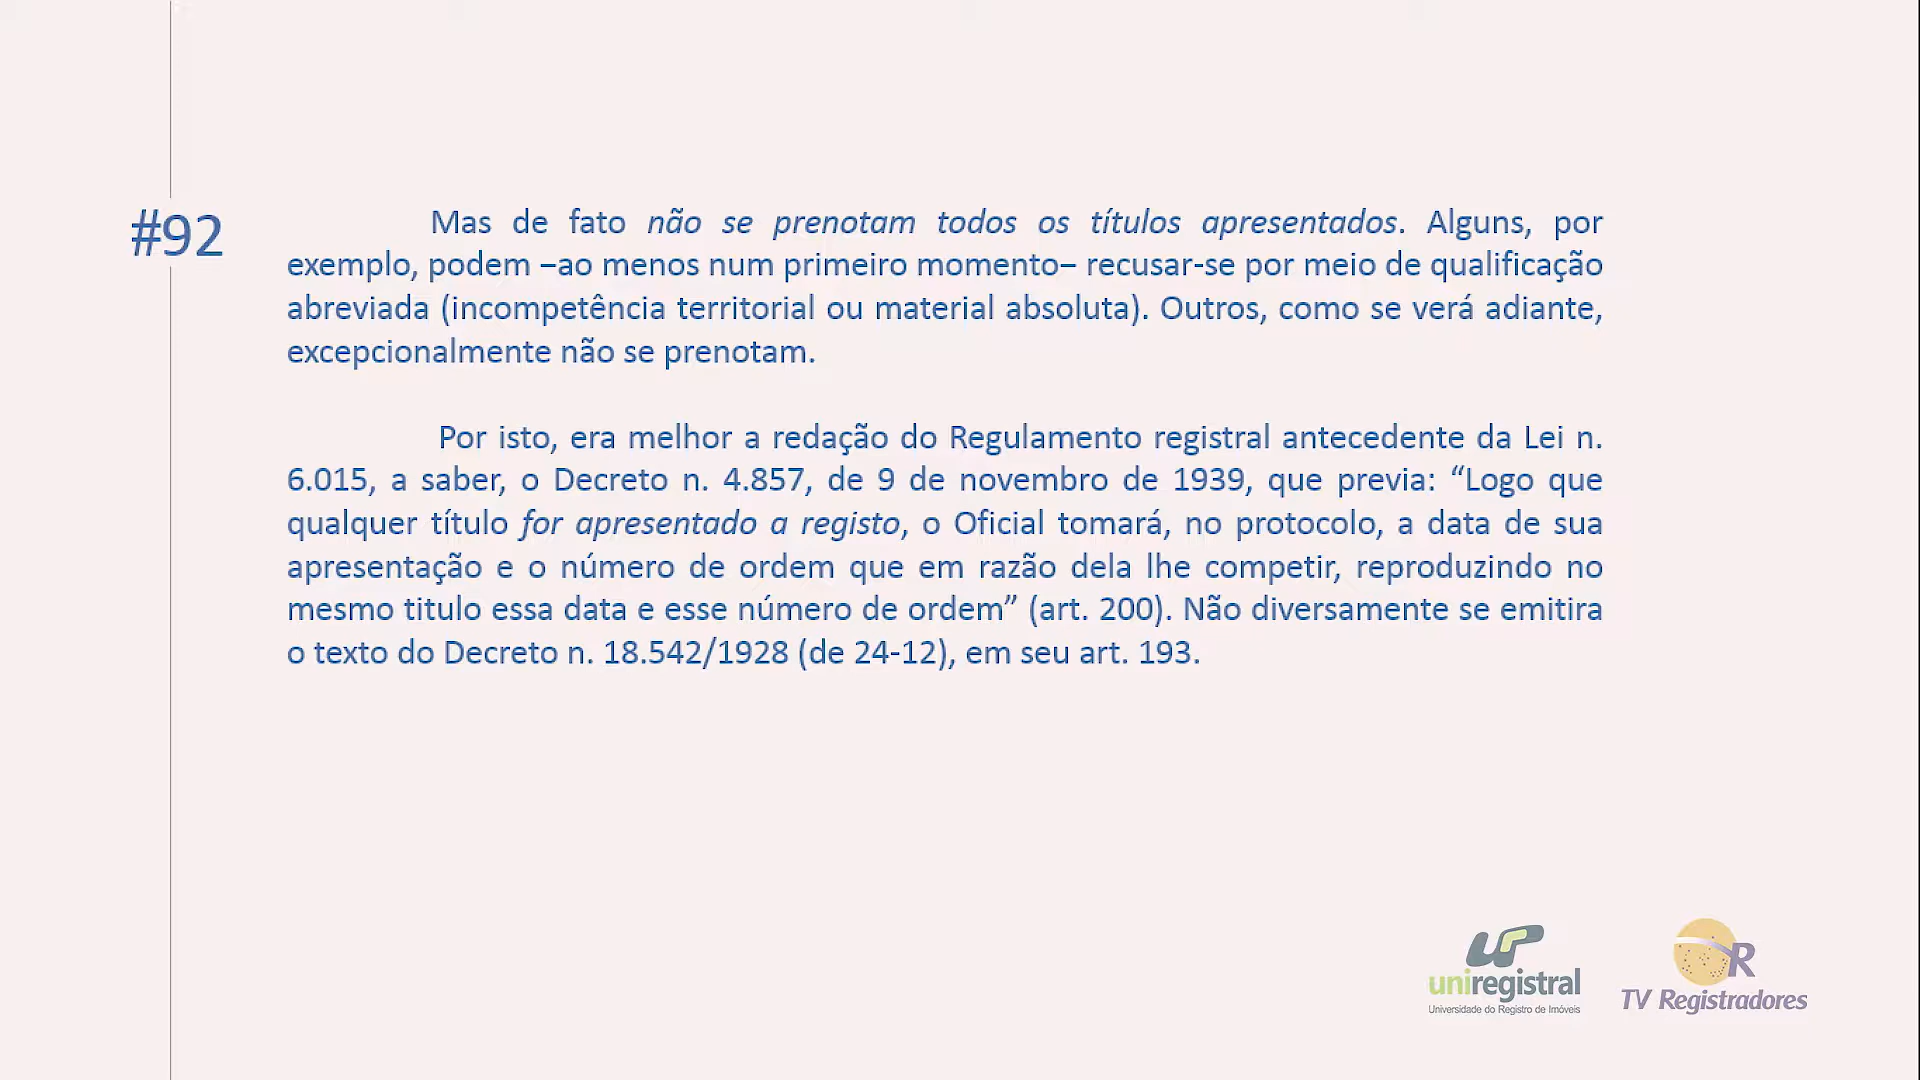 #92
Mas de fato não se prenotam todos os títulos apresentados. Alguns, por
exemplo, podem –ao menos num primeiro momento– recusar-se por meio de qualificação
abreviada (incompetência territorial ou material absoluta). Outros, como se verá adiante,
excepcionalmente não se prenotam.
Por isto, era melhor a redação do Regulamento registral antecedente da Lei n.
6.015, a saber, o Decreto n. 4.857, de 9 de novembro de 1939, que previa: “Logo que
qualquer título for apresentado a registo, o Oficial tomará, no protocolo, a data de sua
apresentação e o número de ordem que em razão dela lhe competir, reproduzindo no
mesmo titulo essa data e esse número de ordem” (art. 200). Não diversamente se emitira
o texto do Decreto n. 18.542/1928 (de 24-12), em seu art. 193.
uniregistral
Universidade do Registro de Imóveis
R
TV Registradores